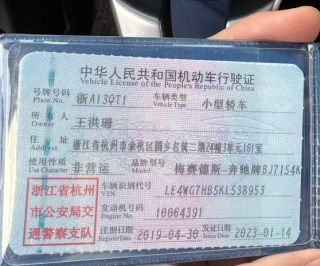 中华人民共和国机动车行驶证
Vehicle License of the People's Republic of China
号牌号码 浙A13QT1 车辆类型 小型轿车
Plate No. Vehicle Type
所有人 王洪珊
Owner
住址 浙江省杭州市余杭区闲乡名筑二期24幢3单元101室
Address
使用性质 非营运 品牌型号 梅赛德斯-奔驰牌BJ7154K
Use Character Model
浙江省杭州
市公安局交
通警察支队
车辆识别代号 LE4WG7HB5KL538953
VIN
发动机号码 10064391
Engine No.
注册日期 2019-04-30 发证日期 2023-01-14
Register Date Issue Date